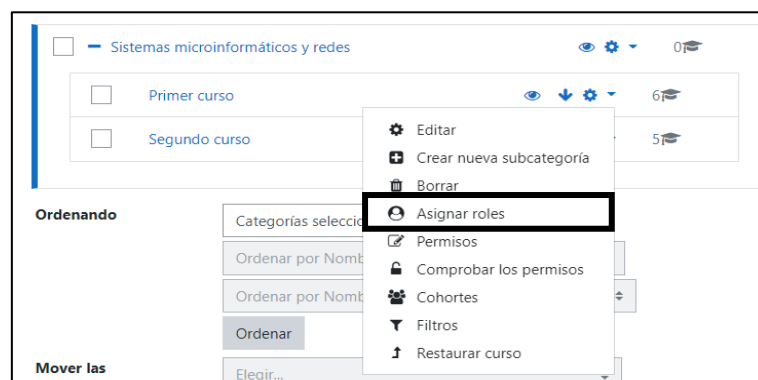 Sistemas microinformáticos y redes 0
Primer curso 6
Segundo curso 5
Editar
Crear nueva subcategoría
Borrar
Asignar roles
Permisos
Comprobar los permisos
Cohortes
Filtros
Restaurar curso
Ordenando
Categorías selecci
Ordenar por Nomb
Ordenar por Nomb
Ordenar
Mover las
Elegir...